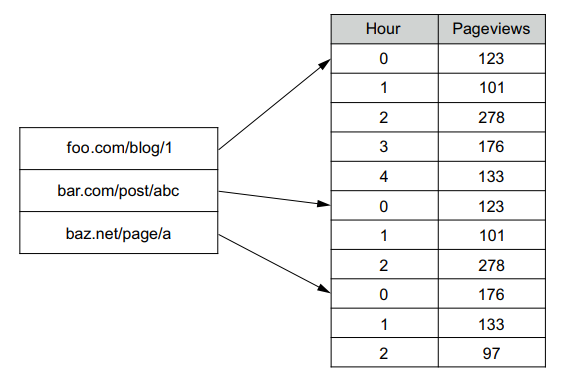 foo.com/blog/1
bar.com/post/abc
baz.net/page/a
Hour Pageviews
0 123
1 101
2 278
3 176
4 133
0 123
1 101
2 278
0 176
1 133
2 97